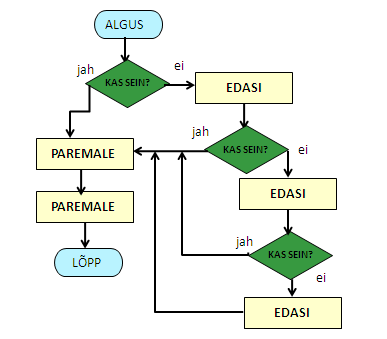 ALGUS
KAS SEIN?
jah
ei
EDASI
jah
KAS SEIN?
ei
PAREMALE
EDASI
PAREMALE
jah
KAS SEIN?
ei
LÕPP
EDASI